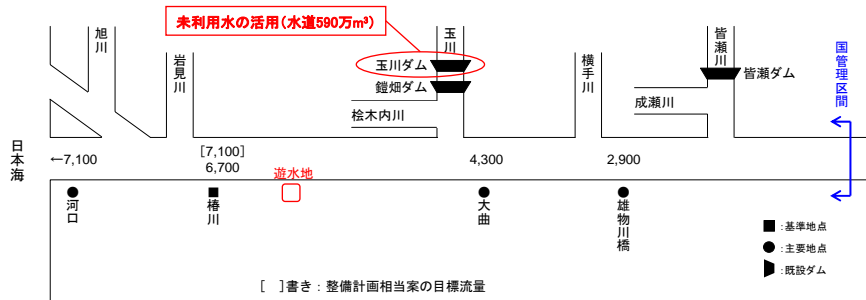 未利用水の活用(水道590万m³)
旭川
岩見川
玉川
玉川ダム
鎧畑ダム
桧木内川
横手川
皆瀬川
皆瀬ダム
成瀬川
国管理区間
日本海
←7,100
[7,100]
6,700
遊水地
4,300
2,900
河口
椿川
大曲
雄物川橋
■:基準地点
●:主要地点
:既設ダム
[ ]書き:整備計画相当案の目標流量